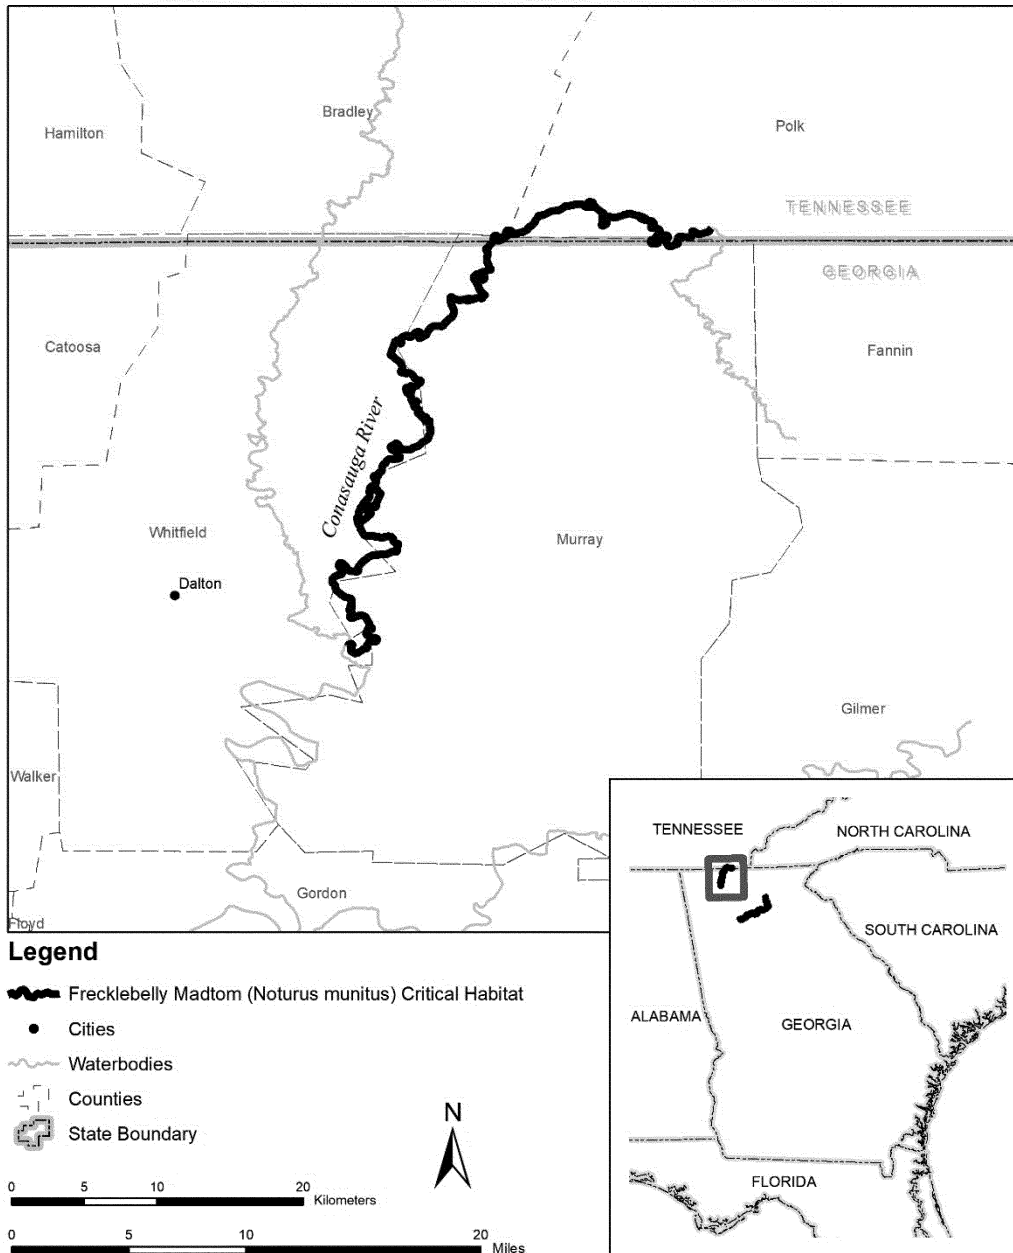 Bradley
Hamilton
Polk
TENNESSEE
GEORGIA
Catoosa
Fannin
Conasauga River
Whitfield
Murray
Dalton
Gilmer
Walker
Gordon
Floyd
TENNESSEE
NORTH CAROLINA
SOUTH CAROLINA
ALABAMA
GEORGIA
FLORIDA
Legend
Frecklebelly Madtom (Noturus munitus) Critical Habitat
Cities
Waterbodies
Counties
State Boundary
N
0 5 10 20
Kilometers
0 5 10 20
Miles